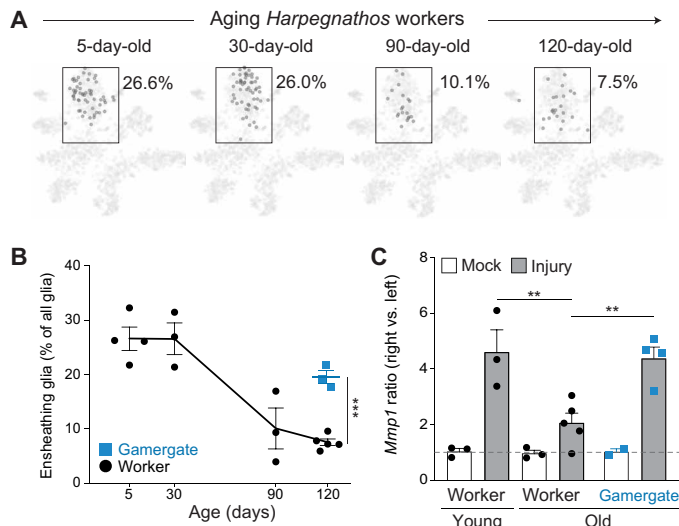 A
Aging Harpegnathos workers
5-day-old
30-day-old
90-day-old
120-day-old
26.6%
26.0%
10.1%
7.5%
B
Ensheathing glia (% of all glia)
40
30
20
10
0
***
Gamergate
Worker
5
30
90
120
Age (days)
C
Mock
Injury
Mmp1 ratio (right vs. left)
8
6
4
2
0
**
**
Worker
Worker
Gamergate
Young
Old